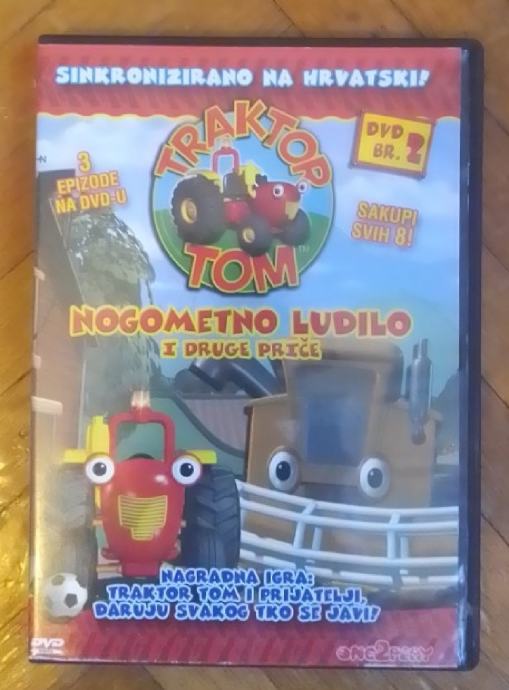 SINKRONIZIRANO NA HRVATSKI!
TRAKTOR
TOM
TM
DVD
BR. 2
3
EPIZODE
NA DVD-U
SAKUPI
SVIH 8!
NOGOMETNO LUDILO
I DRUGE PRIČE
NAGRADNA IGRA:
TRAKTOR TOM I PRIJATELJI
DARUJU SVAKOG TKO SE JAVI!
DVD
ONE2PLAY